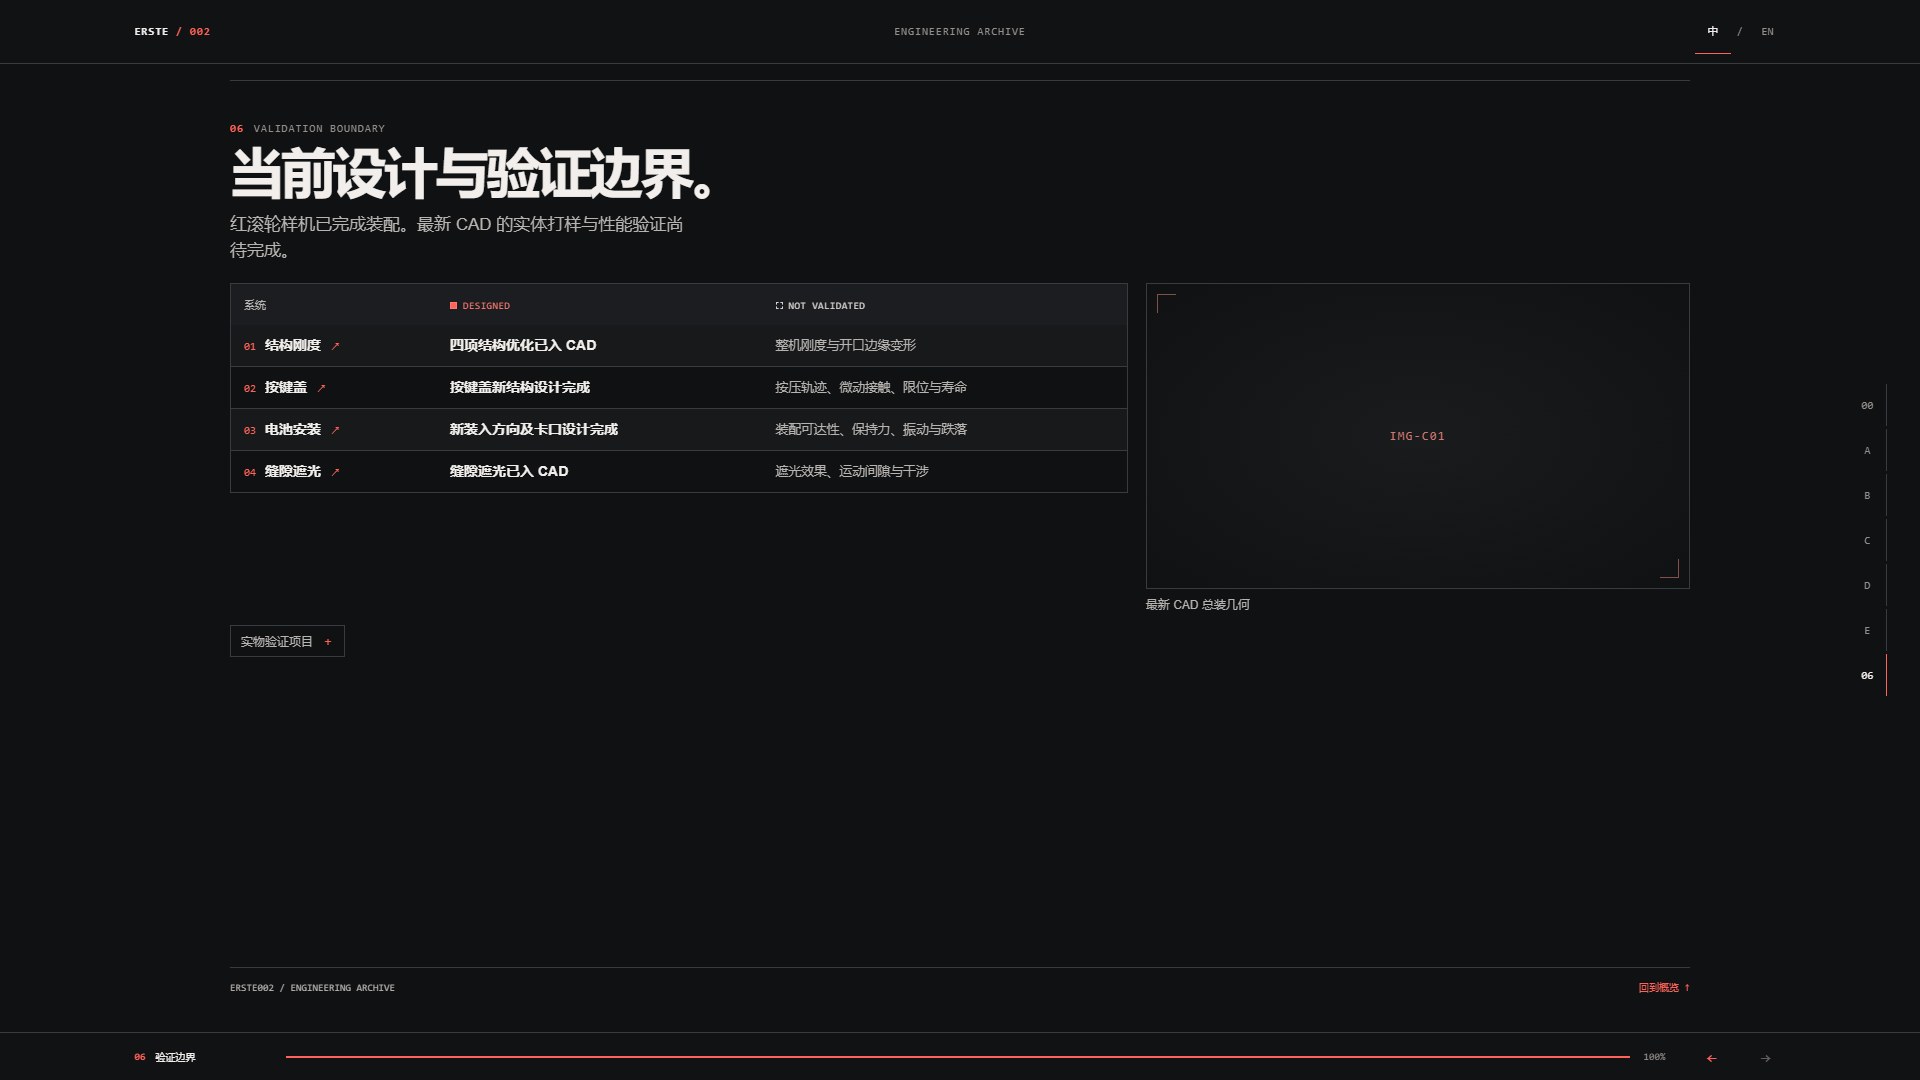 ERSTE / 002
ENGINEERING ARCHIVE
中 / EN
06 VALIDATION BOUNDARY
当前设计与验证边界。
红滚轮样机已完成装配。最新 CAD 的实体打样与性能验证尚
待完成。
系统 DESIGNED NOT VALIDATED
01 结构刚度 ↗ 四项结构优化已入 CAD 整机刚度与开口边缘变形
02 按键盖 ↗ 按键盖新结构设计完成 按压轨迹、微动接触、限位与寿命
03 电池安装 ↗ 新装入方向及卡口设计完成 装配可达性、保持力、振动与跌落
04 缝隙遮光 ↗ 缝隙遮光已入 CAD 遮光效果、运动间隙与干涉
IMG-C01
最新 CAD 总装几何
实物验证项目 +
00
A
B
C
D
E
06
ERSTE002 / ENGINEERING ARCHIVE
回到概览 ↑
06 验证边界
100%
← →